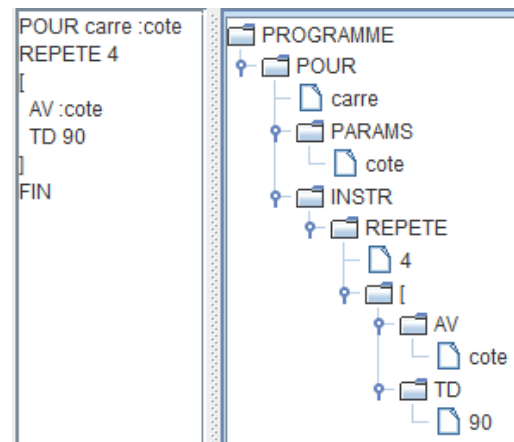 POUR carre :cote
REPETE 4
[
AV :cote
TD 90
]
FIN
PROGRAMME
POUR
carre
PARAMS
cote
INSTR
REPETE
4
[
AV
cote
TD
90